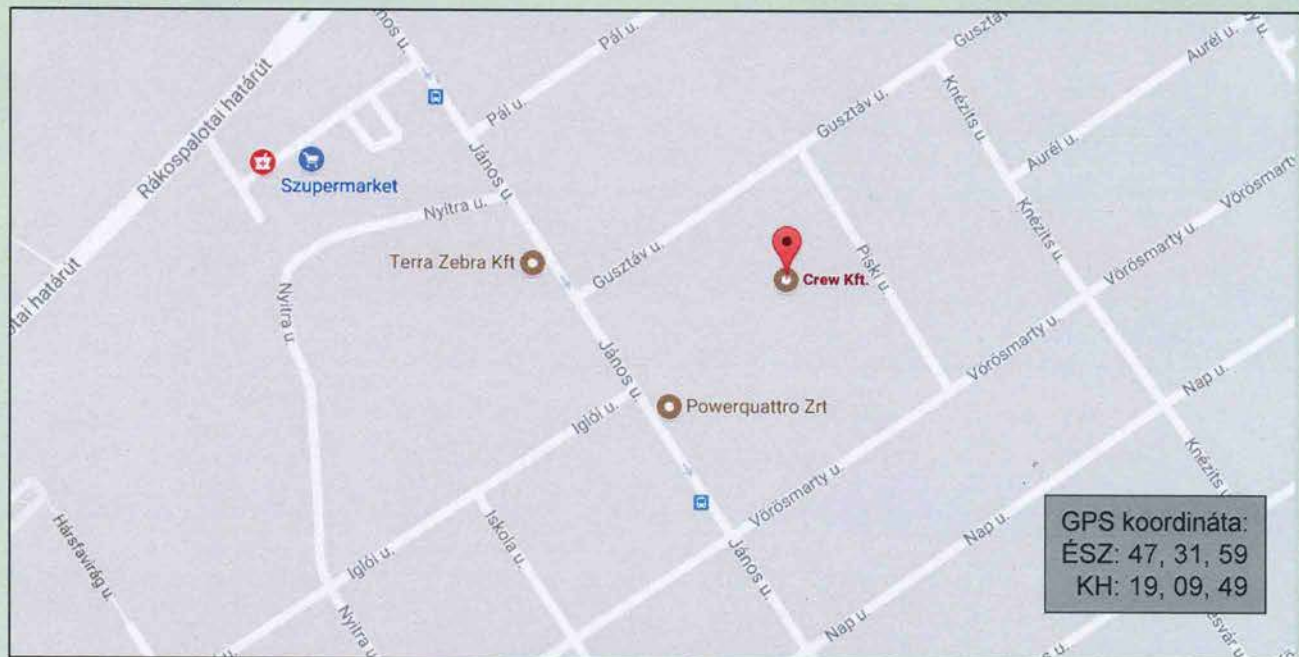 János u.
Pál u.
Pál u.
Gusztáv u.
Gusztáv u.
Gusztáv u.
Knézits u.
Knézits u.
Knézits u.
Aurél u.
Aurél u.
Rákospalotai határút
Szupermarket
János u.
Nyitra u.
Nyitra u
Nyitra u.
Terra Zebra Kft
Crew Kft.
Piski u.
Vörösmarty u.
Vörösmarty u.
Vörösmarty u.
János u.
Powerquattro Zrt
Iglói u.
Iglói u.
Iskola u.
János u.
Nap u.
Nap u.
Nap u.
Hársfavirág u.
GPS koordináta:
ÉSZ: 47, 31, 59
KH: 19, 09, 49